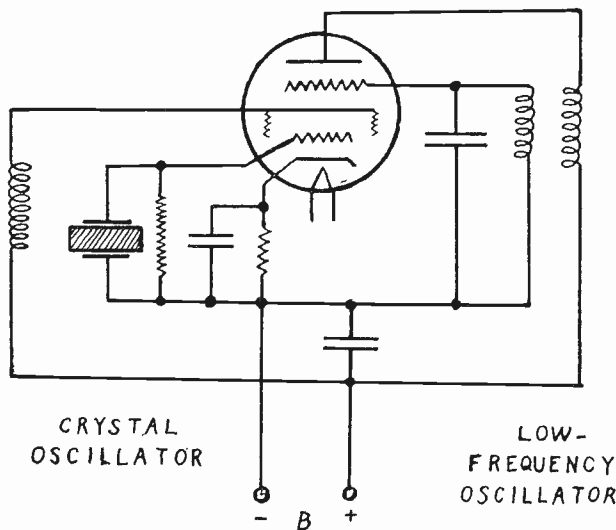 CRYSTAL
OSCILLATOR
LOW-
FREQUENCY
OSCILLATOR
- B +